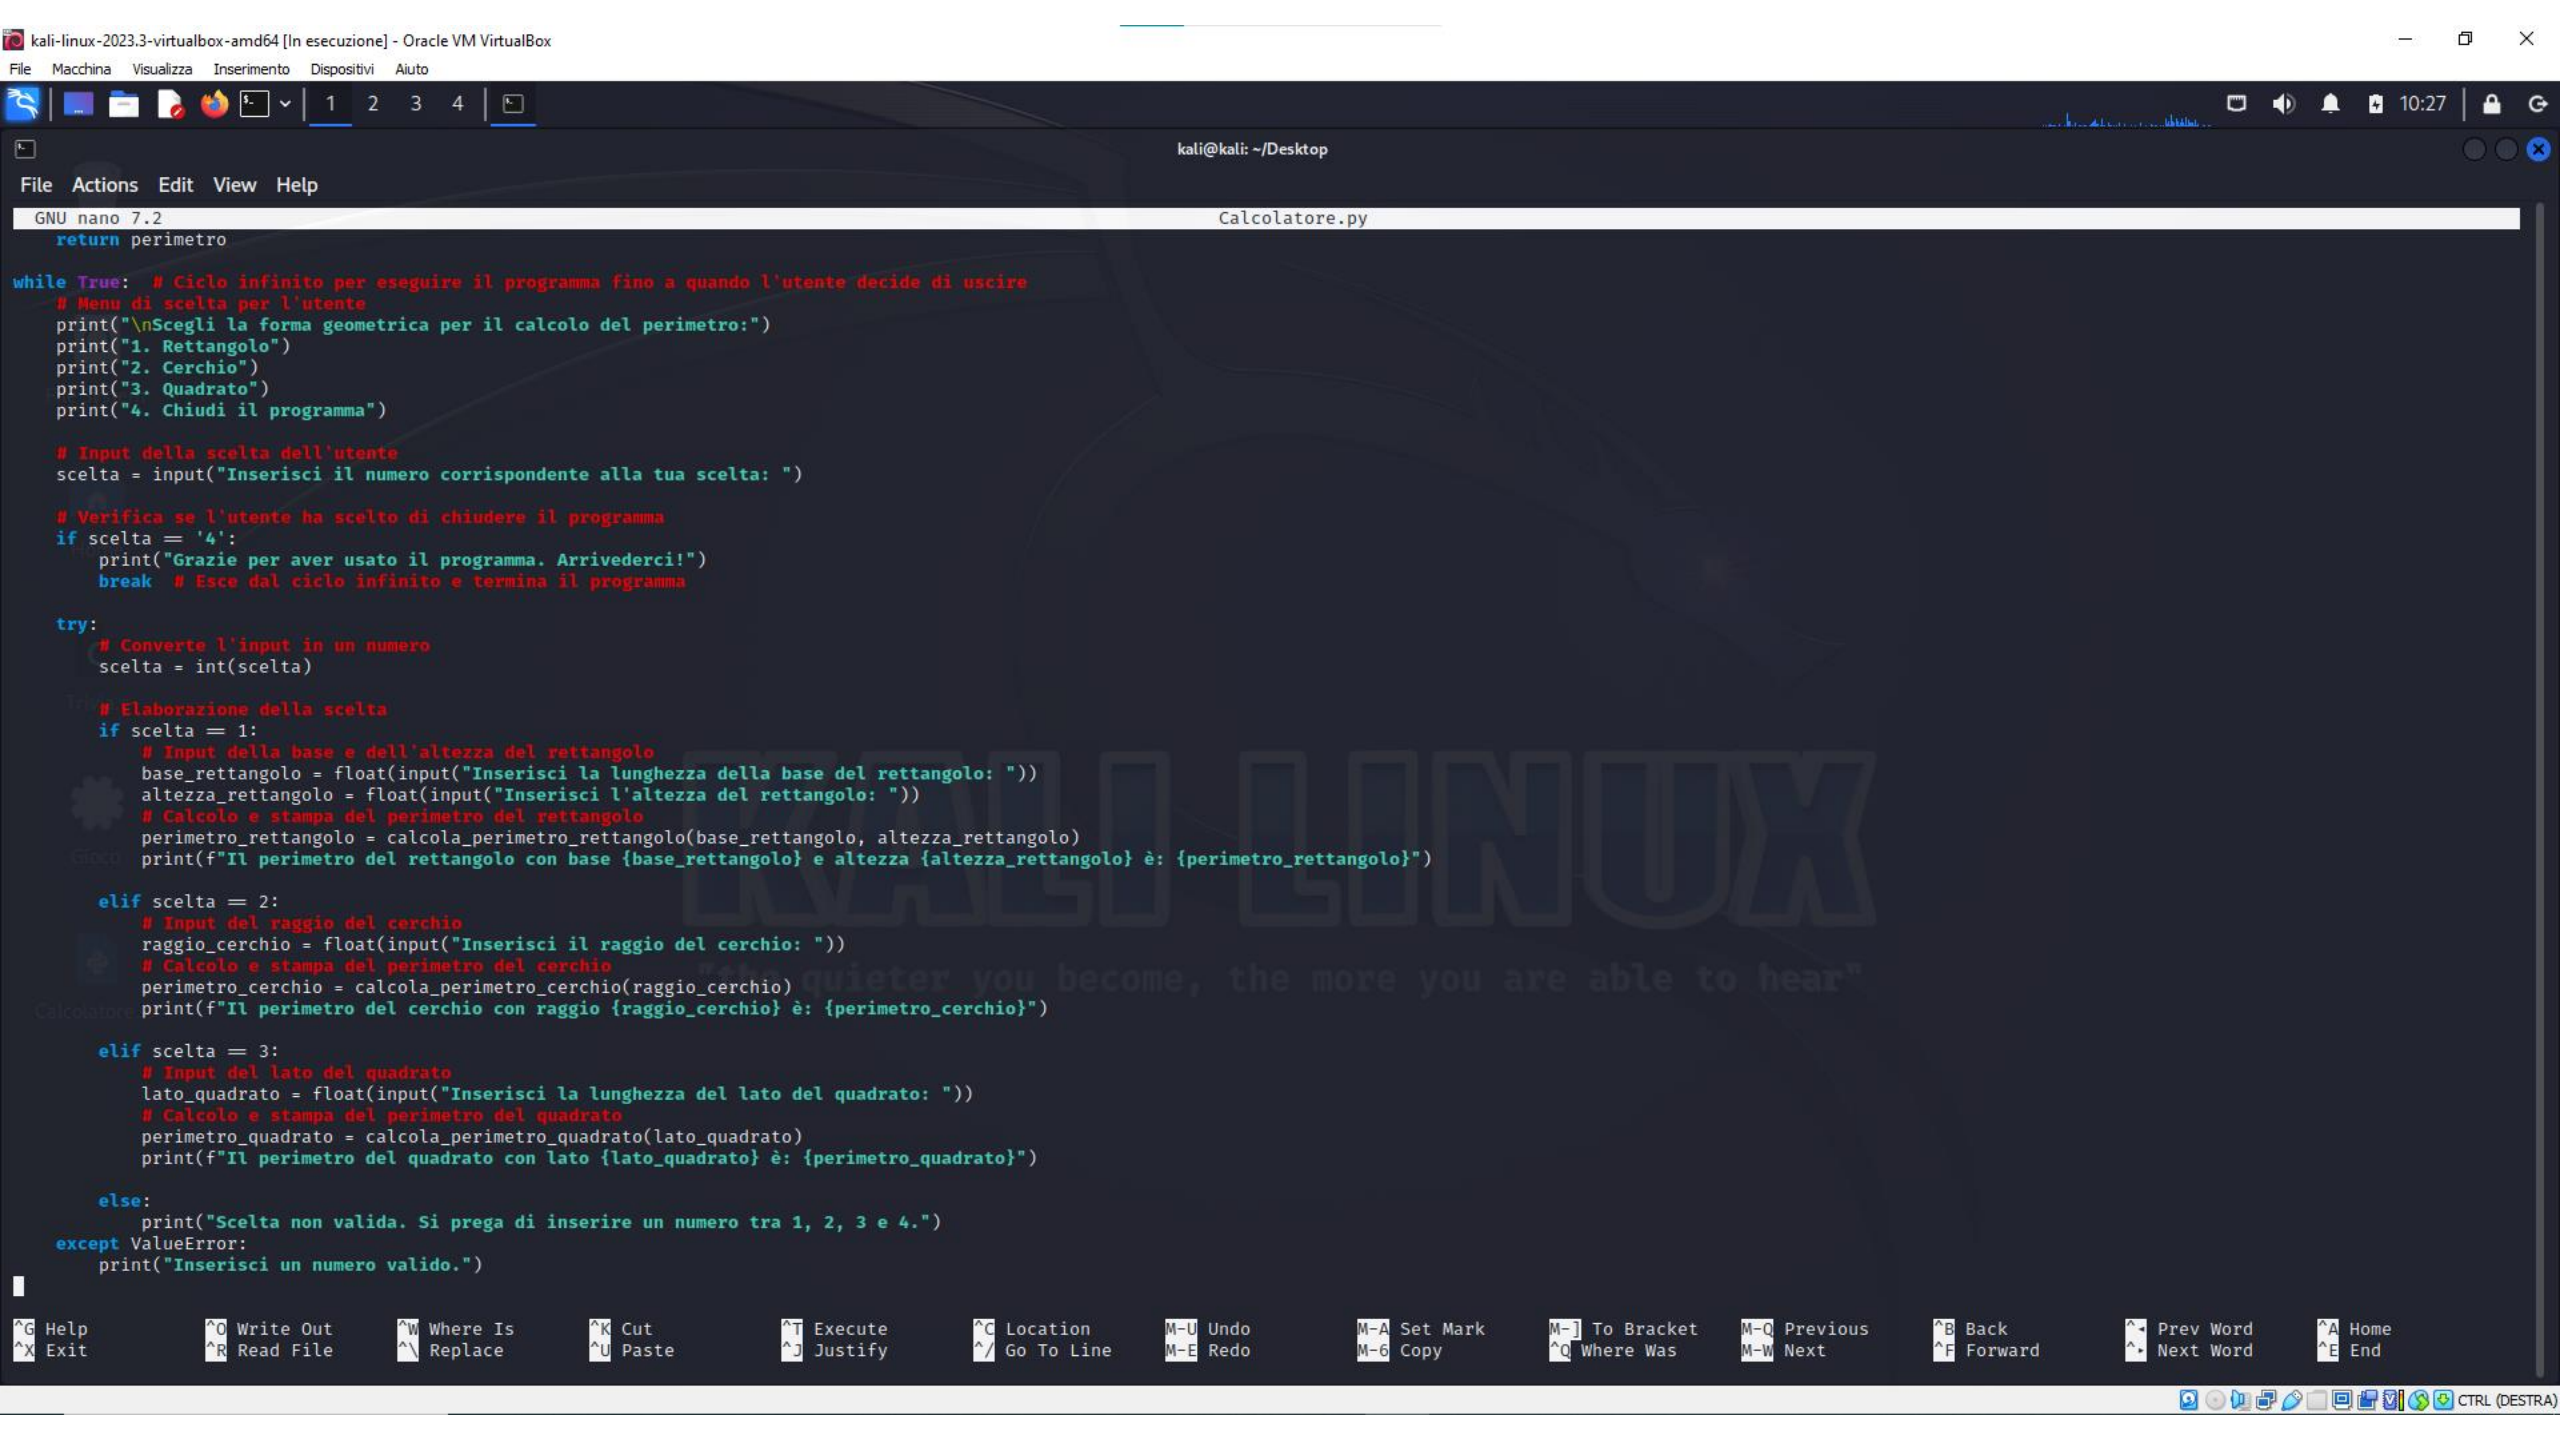 kali-linux-2023.3-virtualbox-amd64 [In esecuzione] - Oracle VM VirtualBox
File Macchina Visualizza Inserimento Dispositivi Aiuto
1 2 3 4 10:27
kali@kali: ~/Desktop
File Actions Edit View Help
GNU nano 7.2 Calcolatore.py
    return perimetro

while True:  # Ciclo infinito per eseguire il programma fino a quando l'utente decide di uscire
    # Menu di scelta per l'utente
    print("\nScegli la forma geometrica per il calcolo del perimetro:")
    print("1. Rettangolo")
    print("2. Cerchio")
    print("3. Quadrato")
    print("4. Chiudi il programma")

    # Input della scelta dell'utente
    scelta = input("Inserisci il numero corrispondente alla tua scelta: ")

    # Verifica se l'utente ha scelto di chiudere il programma
    if scelta == '4':
        print("Grazie per aver usato il programma. Arrivederci!")
        break  # Esce dal ciclo infinito e termina il programma

    try:
        # Converte l'input in un numero
        scelta = int(scelta)

        # Elaborazione della scelta
        if scelta == 1:
            # Input della base e dell'altezza del rettangolo
            base_rettangolo = float(input("Inserisci la lunghezza della base del rettangolo: "))
            altezza_rettangolo = float(input("Inserisci l'altezza del rettangolo: "))
            # Calcolo e stampa del perimetro del rettangolo
            perimetro_rettangolo = calcola_perimetro_rettangolo(base_rettangolo, altezza_rettangolo)
            print(f"Il perimetro del rettangolo con base {base_rettangolo} e altezza {altezza_rettangolo} è: {perimetro_rettangolo}")

        elif scelta == 2:
            # Input del raggio del cerchio
            raggio_cerchio = float(input("Inserisci il raggio del cerchio: "))
            # Calcolo e stampa del perimetro del cerchio
            perimetro_cerchio = calcola_perimetro_cerchio(raggio_cerchio)
            print(f"Il perimetro del cerchio con raggio {raggio_cerchio} è: {perimetro_cerchio}")

        elif scelta == 3:
            # Input del lato del quadrato
            lato_quadrato = float(input("Inserisci la lunghezza del lato del quadrato: "))
            # Calcolo e stampa del perimetro del quadrato
            perimetro_quadrato = calcola_perimetro_quadrato(lato_quadrato)
            print(f"Il perimetro del quadrato con lato {lato_quadrato} è: {perimetro_quadrato}")

        else:
            print("Scelta non valida. Si prega di inserire un numero tra 1, 2, 3 e 4.")
    except ValueError:
        print("Inserisci un numero valido.")
KALI LINUX
"the quieter you become, the more you are able to hear"
Gioco
Calcolatore
^G Help ^O Write Out ^W Where Is ^K Cut ^T Execute ^C Location M-U Undo M-A Set Mark M-] To Bracket M-Q Previous ^B Back ^◂ Prev Word ^A Home
^X Exit ^R Read File ^\ Replace ^U Paste ^J Justify ^/ Go To Line M-E Redo M-6 Copy ^Q Where Was M-W Next ^F Forward ^▸ Next Word ^E End
CTRL (DESTRA)